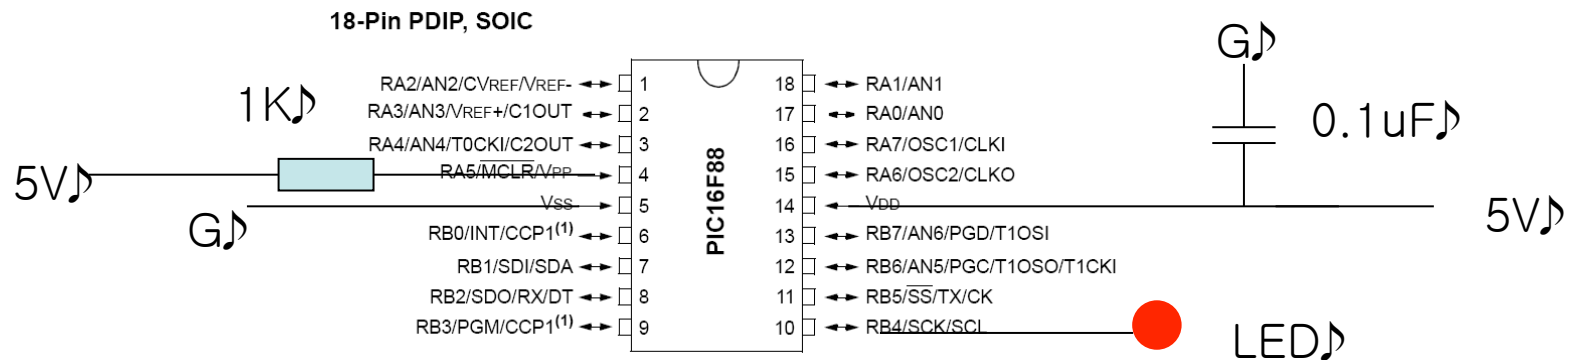 18-Pin PDIP, SOIC
G♪
RA2/AN2/CVREF/VREF- 1 18 RA1/AN1
1K♪
RA3/AN3/VREF+/C1OUT 2 17 RA0/AN0
0.1uF♪
RA4/AN4/T0CKI/C2OUT 3 16 RA7/OSC1/CLKI
5V♪
RA5/MCLR/VPP 4 15 RA6/OSC2/CLKO
VSS 5 14 VDD
5V♪
G♪
RB0/INT/CCP1(1) 6 13 RB7/AN6/PGD/T1OSI
RB1/SDI/SDA 7 12 RB6/AN5/PGC/T1OSO/T1CKI
RB2/SDO/RX/DT 8 11 RB5/SS/TX/CK
RB3/PGM/CCP1(1) 9 10 RB4/SCK/SCL
LED♪
PIC16F88